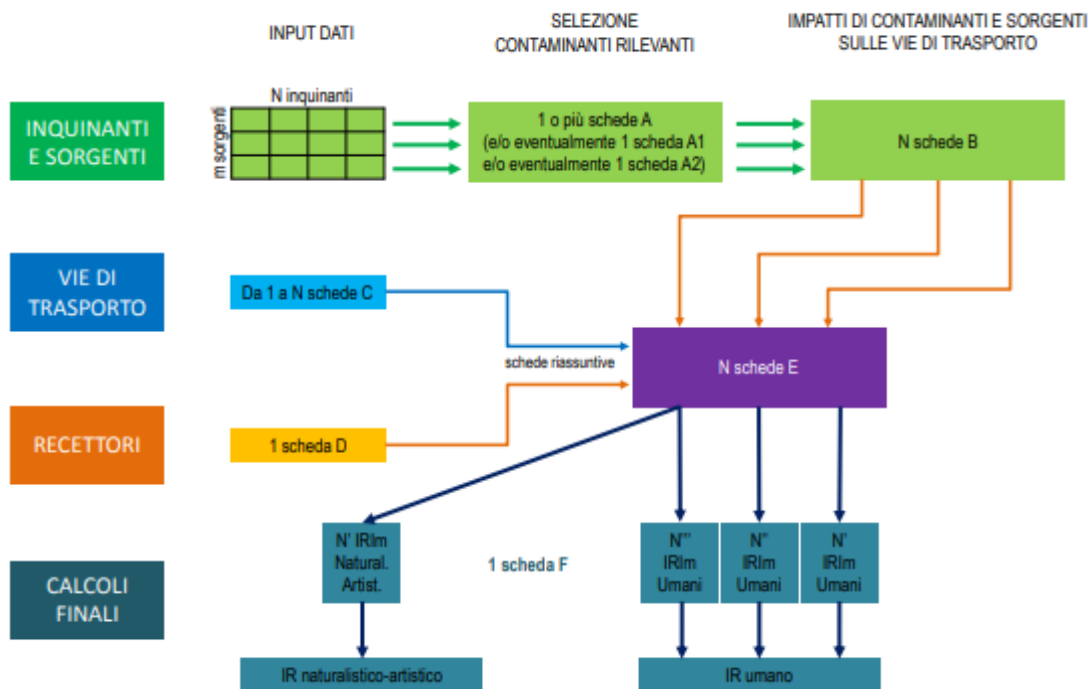 INPUT DATI
SELEZIONE
CONTAMINANTI RILEVANTI
IMPATTI DI CONTAMINANTI E SORGENTI
SULLE VIE DI TRASPORTO
INQUINANTI
E SORGENTI
N inquinanti
m sorgenti
1 o più schede A
(e/o eventualmente 1 scheda A1
e/o eventualmente 1 scheda A2)
N schede B
VIE DI
TRASPORTO
Da 1 a N schede C
schede riassuntive
N schede E
RECETTORI
1 scheda D
CALCOLI
FINALI
N' IRIm
Natural.
Artist.
1 scheda F
N'''
IRIm
Umani
N''
IRIm
Umani
N'
IRIm
Umani
IR naturalistico-artistico
IR umano